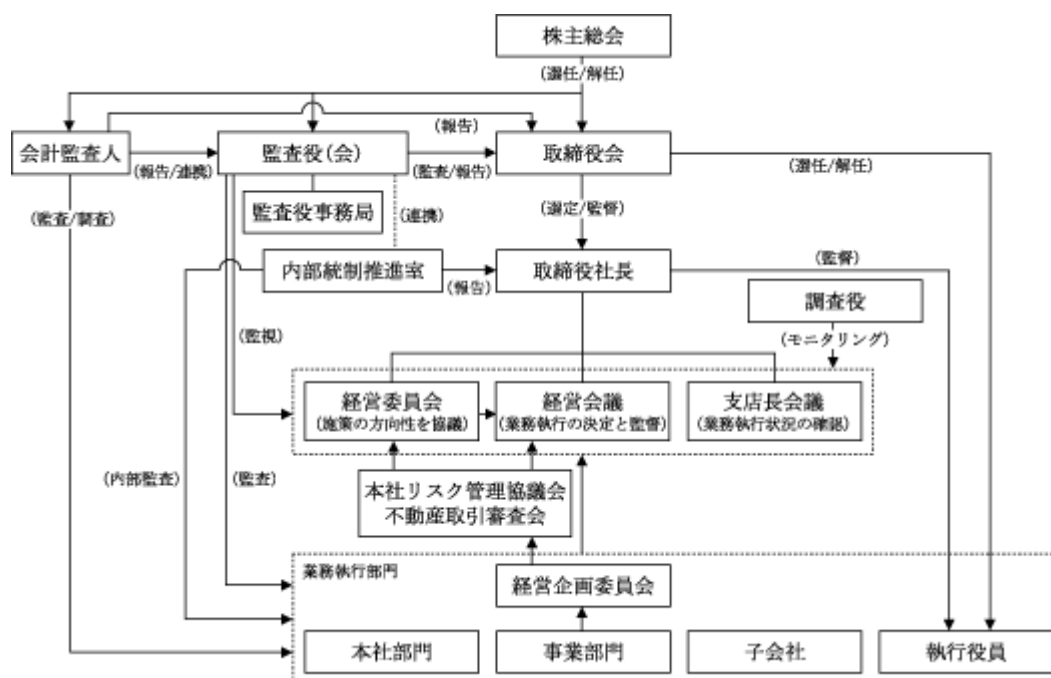 株主総会
(選任/解任)
(報告)
会計監査人
監査役(会)
取締役会
(報告/連携)
(監査/報告)
(選任/解任)
(監査/調査)
監査役事務局
(連携)
(選定/監督)
内部統制推進室
(報告)
取締役社長
(監督)
調査役
(監視)
(モニタリング)
経営委員会
(施策の方向性を協議)
経営会議
(業務執行の決定と監督)
支店長会議
(業務執行状況の確認)
(内部監査)
(監査)
本社リスク管理協議会
不動産取引審査会
業務執行部門
経営企画委員会
本社部門
事業部門
子会社
執行役員